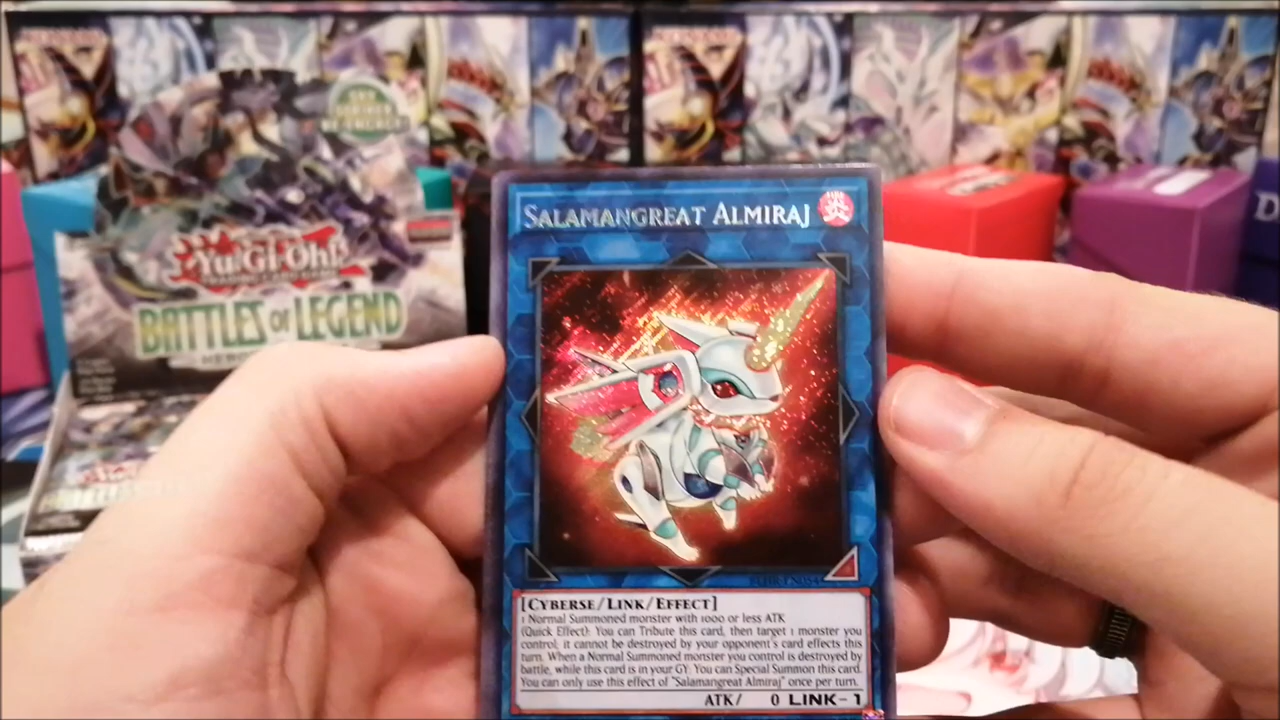 Yu-Gi-Oh!
BATTLES OF LEGEND
SALAMANGREAT ALMIRAJ
炎
[CYBERSE/LINK/EFFECT]
1 Normal Summoned monster with 1000 or less ATK
(Quick Effect): You can Tribute this card, then target 1 monster you
control; it cannot be destroyed by your opponent's card effects this
turn. When a Normal Summoned monster you control is destroyed by
battle, while this card is in your GY: You can Special Summon this card.
You can only use this effect of "Salamangreat Almiraj" once per turn.
ATK/ 0 LINK-1